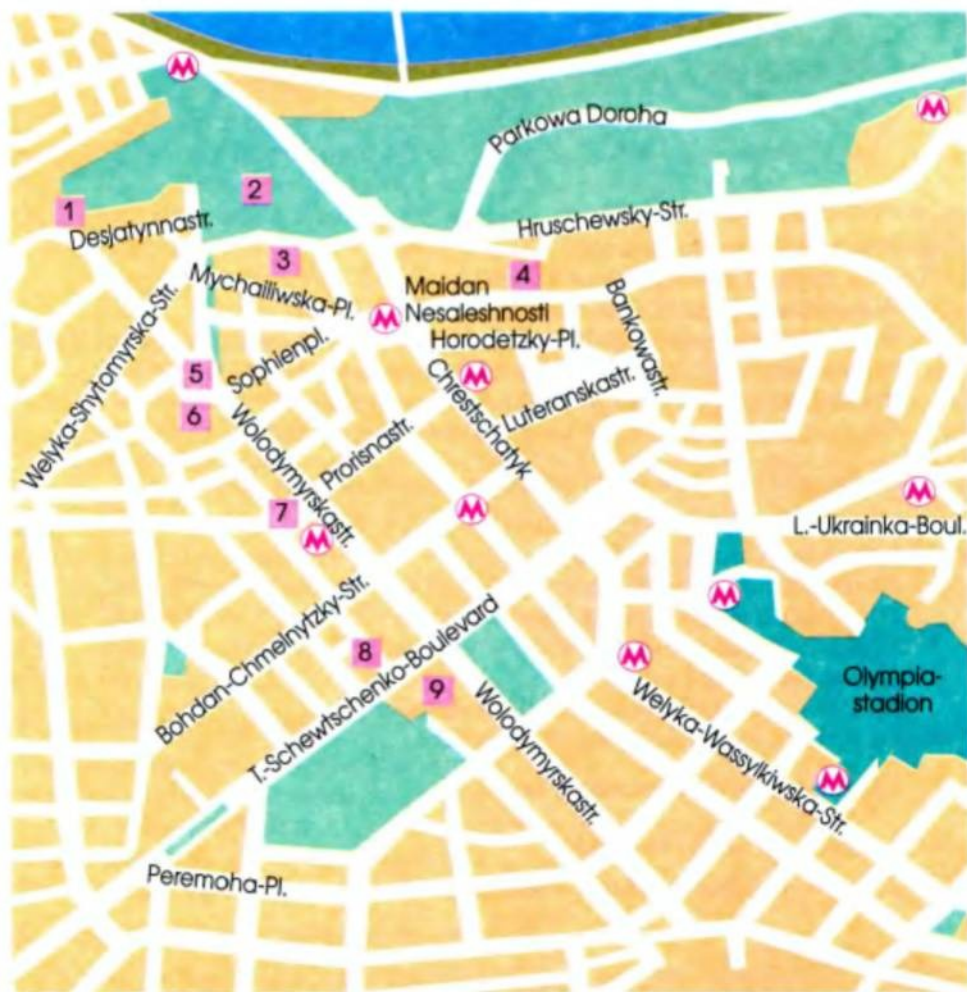 M
M
Parkowa Doroha
2
1
Desjatynnastr.
Hruschewsky-Str.
3
4
Mychailiwska-Pl.
Maidan
Nesaleshnosti
Horodetzky-Pl.
M
Bankowastr.
Welyka-Shytomyrska-Str.
5
Sophienpl.
M
Chrestschatyk
Luteranskastr.
6
Wolodymyrskastr.
Prorisnastr.
7
M
M
M
L.-Ukrainka-Boul.
M
Bohdan-Chmelnytzky-Str.
8
T.-Schewtschenko-Boulevard
9
M
Olympia-
stadion
Wolodymyrskastr.
Welyka-Wassylkiwska-Str.
M
Peremoha-Pl.